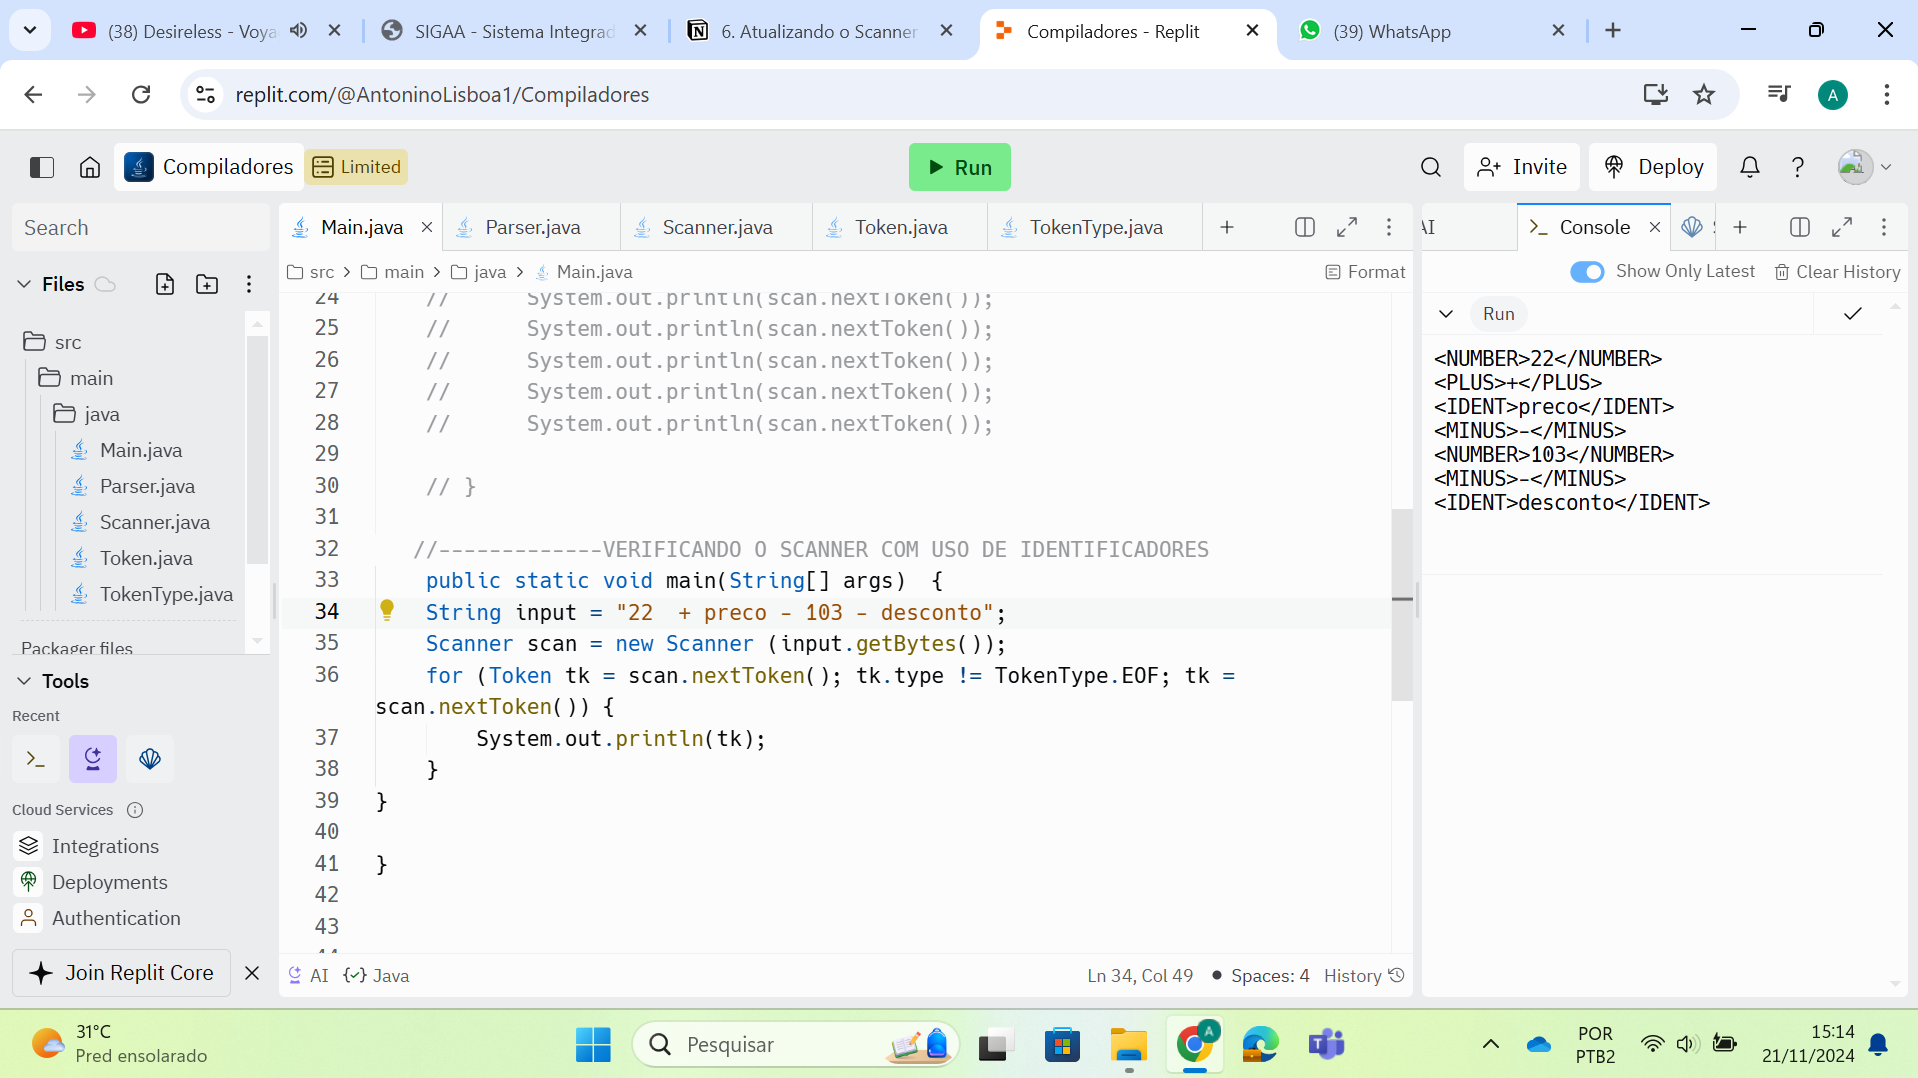 (38) Desireless - Voya
SIGAA - Sistema Integrad
6. Atualizando o Scanner
Compiladores - Replit
(39) WhatsApp
replit.com/@AntoninoLisboa1/Compiladores
A
Compiladores
Limited
Run
Invite
Deploy
Search
Main.java
Parser.java
Scanner.java
Token.java
TokenType.java
AI
Console
Files
src
main
java
Main.java
Format
Show Only Latest
Clear History
src
main
java
Main.java
Parser.java
Scanner.java
Token.java
TokenType.java
Packager files
Tools
Recent
Cloud Services
Integrations
Deployments
Authentication
Join Replit Core
24 //      System.out.println(scan.nextToken());
25 //      System.out.println(scan.nextToken());
26 //      System.out.println(scan.nextToken());
27 //      System.out.println(scan.nextToken());
28 //      System.out.println(scan.nextToken());
29
30 // }
31
32 //-------------VERIFICANDO O SCANNER COM USO DE IDENTIFICADORES
33 public static void main(String[] args)  {
34 String input = "22  + preco - 103 - desconto";
35 Scanner scan = new Scanner (input.getBytes());
36 for (Token tk = scan.nextToken(); tk.type != TokenType.EOF; tk =
scan.nextToken()) {
37 System.out.println(tk);
38 }
39 }
40
41 }
42
43
AI
Java
Ln 34, Col 49
Spaces: 4
History
Run
<NUMBER>22</NUMBER>
<PLUS>+</PLUS>
<IDENT>preco</IDENT>
<MINUS>-</MINUS>
<NUMBER>103</NUMBER>
<MINUS>-</MINUS>
<IDENT>desconto</IDENT>
31°C
Pred ensolarado
Pesquisar
A
POR
PTB2
15:14
21/11/2024